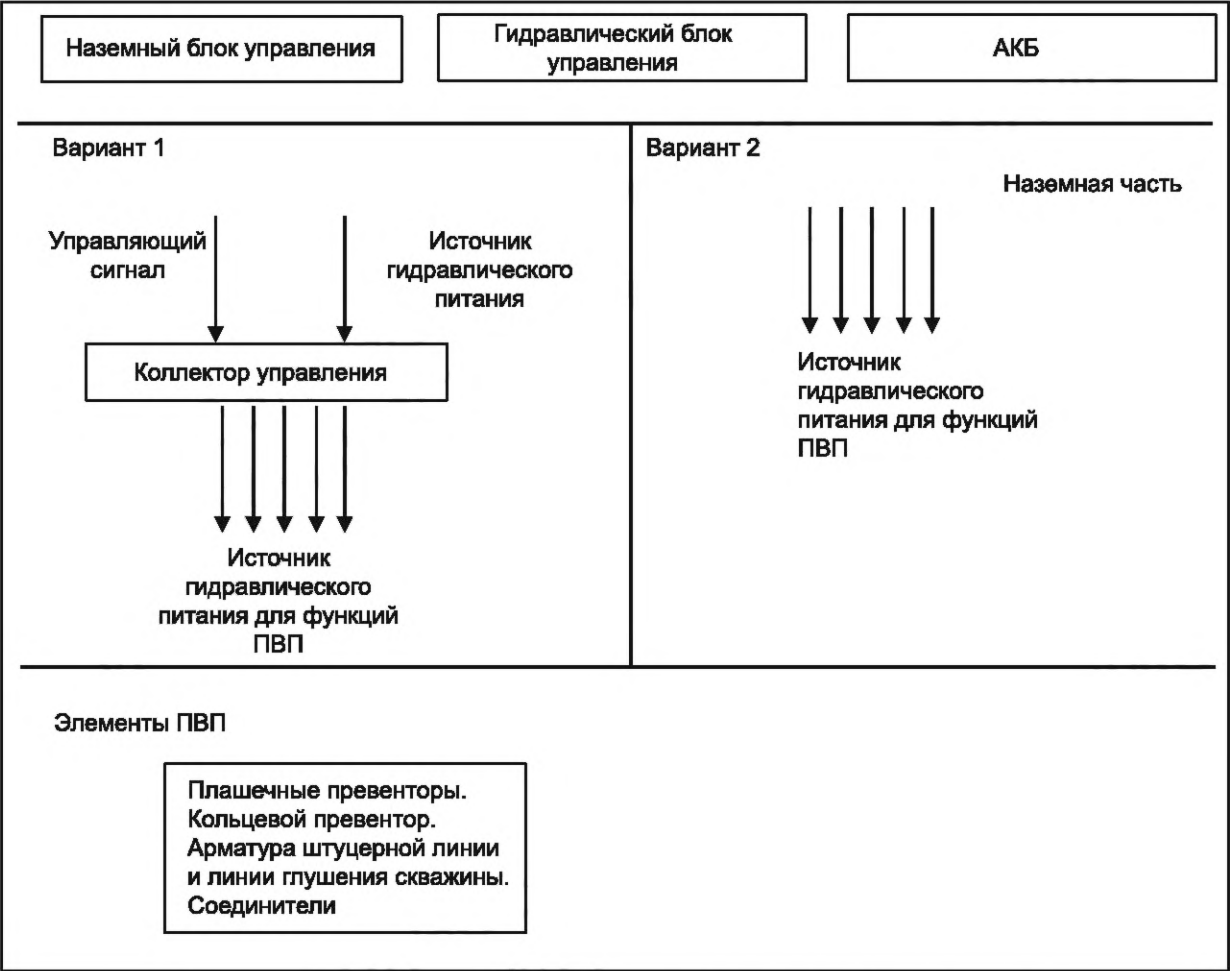 Наземный блок управления
Гидравлический блок
управления
АКБ
Вариант 1
Управляющий
сигнал
Источник
гидравлического
питания
Коллектор управления
Источник
гидравлического
питания для функций
ПВП
Вариант 2
Наземная часть
Источник
гидравлического
питания для функций
ПВП
Элементы ПВП
Плашечные превенторы.
Кольцевой превентор.
Арматура штуцерной линии
и линии глушения скважины.
Соединители